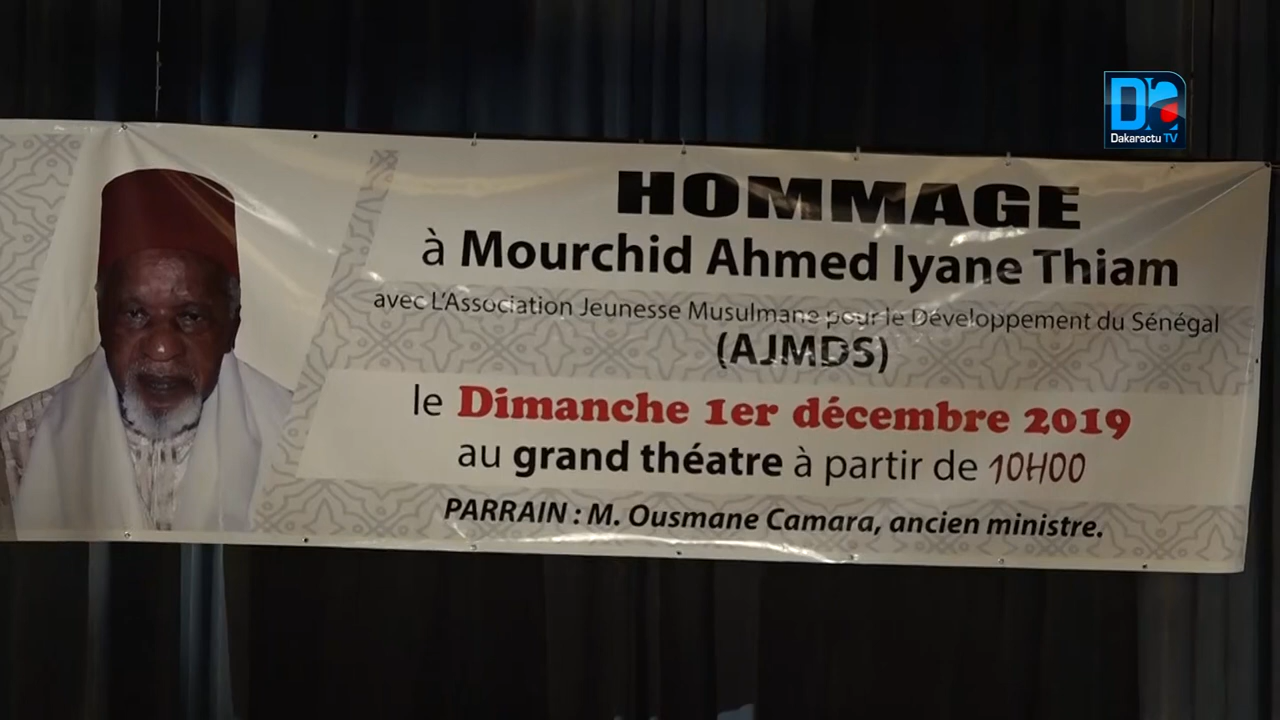 Dakaractu TV
HOMMAGE
à Mourchid Ahmed Iyane Thiam
avec L'Association Jeunesse Musulmane pour le Développement du Sénégal
(AJMDS)
le Dimanche 1er décembre 2019
au grand théatre à partir de 10H00
PARRAIN : M. Ousmane Camara, ancien ministre.